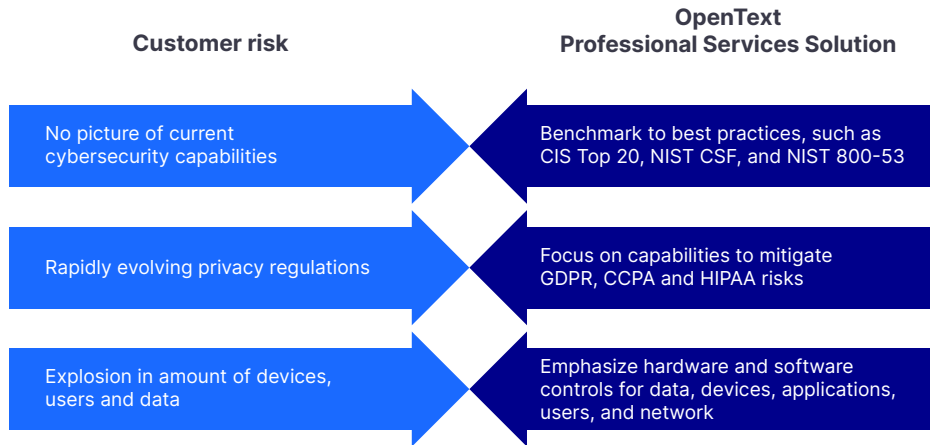 Customer risk
OpenText
Professional Services Solution
No picture of current
cybersecurity capabilities
Benchmark to best practices, such as
CIS Top 20, NIST CSF, and NIST 800-53
Rapidly evolving privacy regulations
Focus on capabilities to mitigate
GDPR, CCPA and HIPAA risks
Explosion in amount of devices,
users and data
Emphasize hardware and software
controls for data, devices, applications,
users, and network